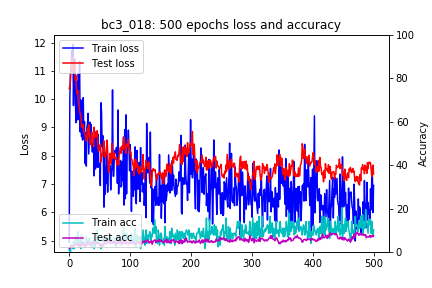 bc3_018: 500 epochs loss and accuracy
Train loss
Test loss
Train acc
Test acc
Loss
12
11
10
9
8
7
6
5
Accuracy
100
80
60
40
20
0
0 100 200 300 400 500